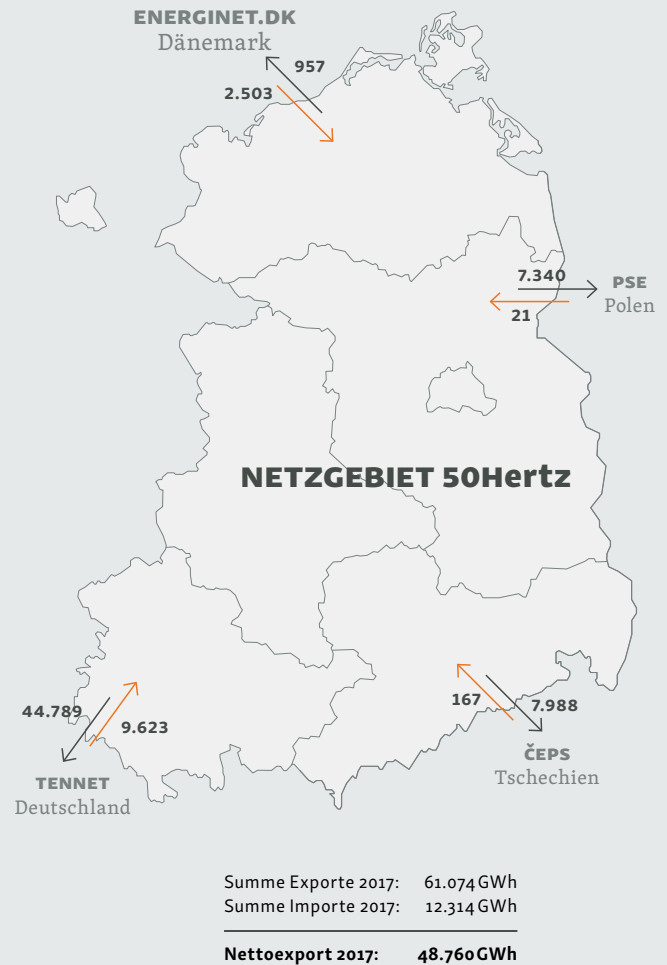 ENERGINET.DK
Dänemark
957
2.503
7.340
PSE
Polen
21
NETZGEBIET 50Hertz
44.789
9.623
TENNET
Deutschland
167
7.988
ČEPS
Tschechien
Summe Exporte 2017: 61.074 GWh
Summe Importe 2017: 12.314 GWh
Nettoexport 2017: 48.760 GWh